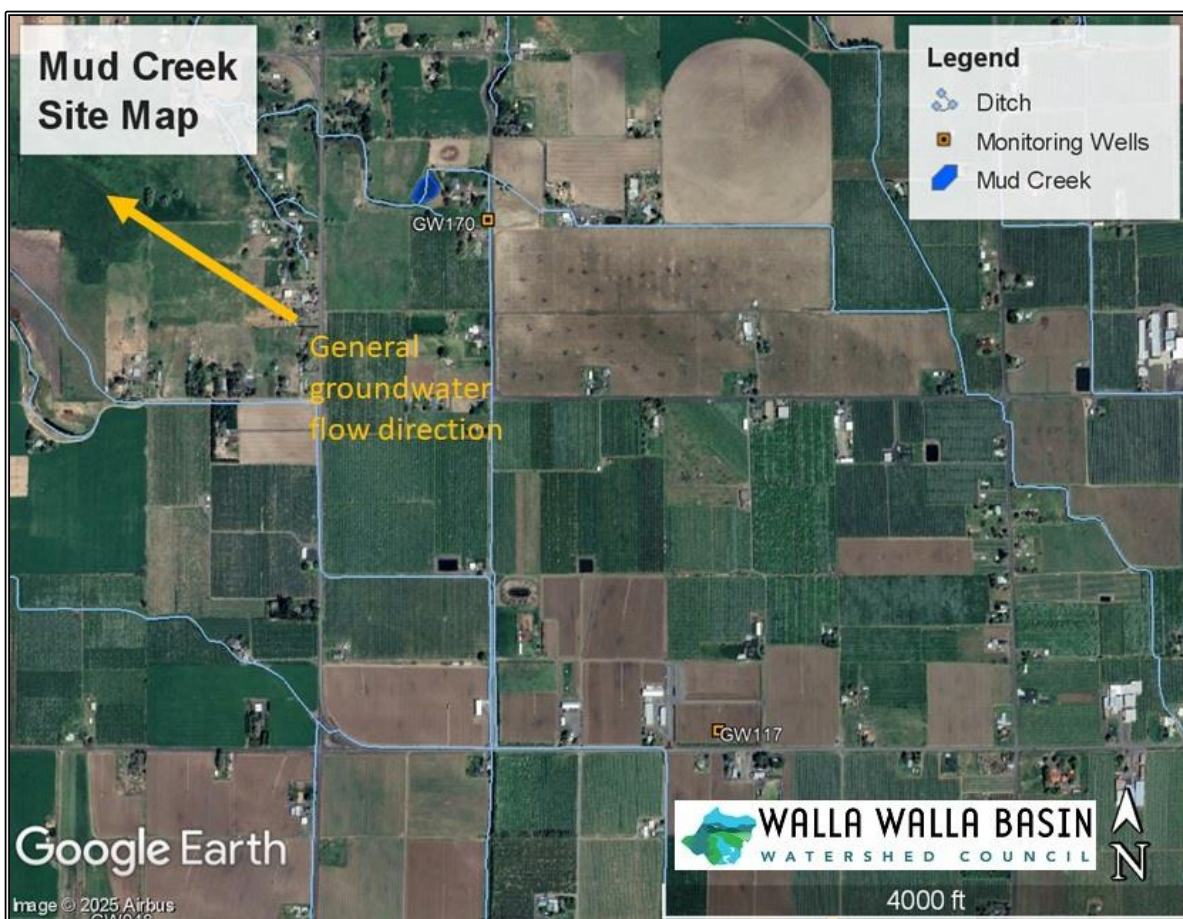 Mud Creek
Site Map
Legend
Ditch
Monitoring Wells
Mud Creek
GW170
General
groundwater
flow direction
GW117
WALLA WALLA BASIN
WATERSHED COUNCIL
N
Google Earth
4000 ft
Image © 2025 Airbus